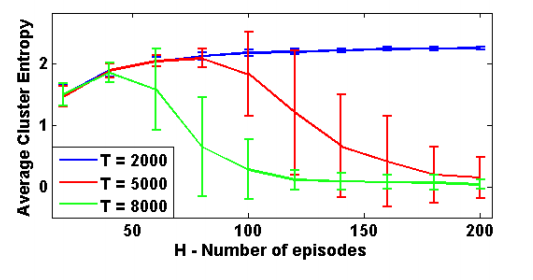 Average Cluster Entropy
2
1
0
T = 2000
T = 5000
T = 8000
50
100
150
200
H - Number of episodes